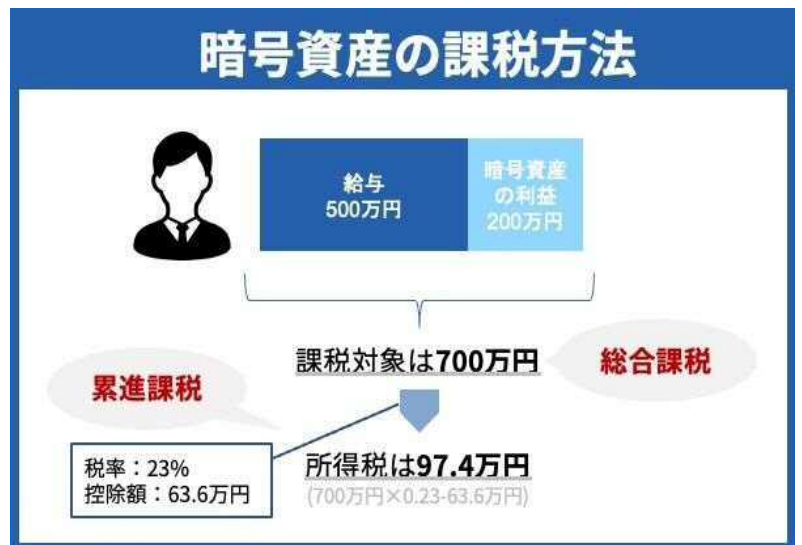 暗号資産の課税方法
給与
500万円
暗号資産
の利益
200万円
課税対象は700万円
総合課税
累進課税
税率：23%
控除額：63.6万円
所得税は97.4万円
(700万円×0.23-63.6万円)